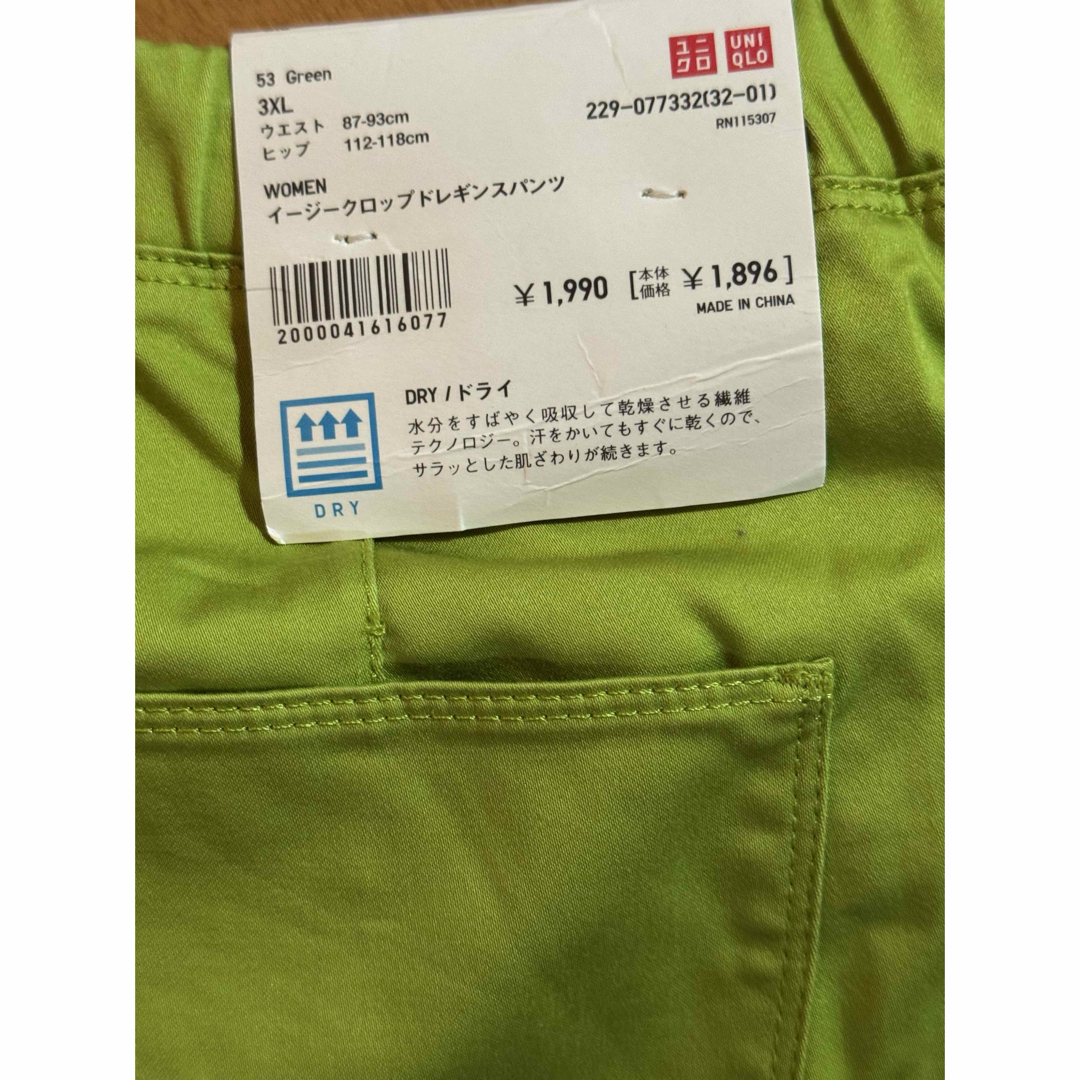 53 Green
3XL
ウエスト 87-93cm
ヒップ 112-118cm
ユニ
クロ
UNI
QLO
229-077332(32-01)
RN115307
WOMEN
イージークロップドレギンスパンツ
2000041616077
¥1,990 [本体価格 ¥1,896]
MADE IN CHINA
DRY
DRY / ドライ
水分をすばやく吸収して乾燥させる繊維
テクノロジー。汗をかいてもすぐに乾くので、
サラッとした肌ざわりが続きます。